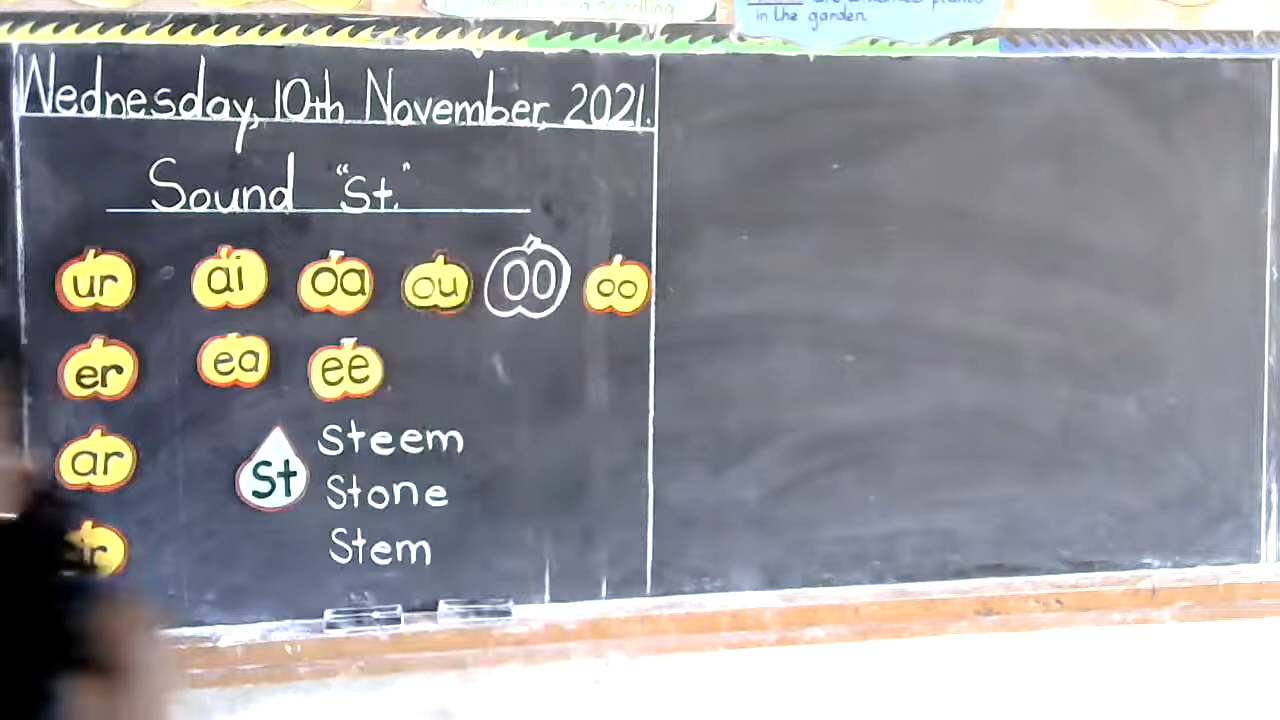 in the garden
Wednesday, 10th November, 2021.
Sound "St."
ur ai oa ou OO oo
er ea ee
ar St Steem
Stone
ir Stem